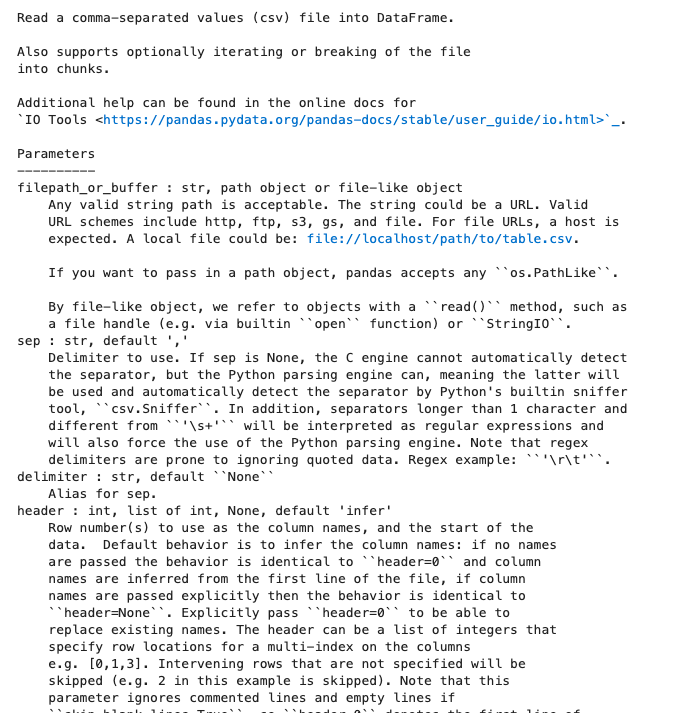 Read a comma-separated values (csv) file into DataFrame.

Also supports optionally iterating or breaking of the file
into chunks.

Additional help can be found in the online docs for
`IO Tools <https://pandas.pydata.org/pandas-docs/stable/user_guide/io.html>`_.

Parameters
----------
filepath_or_buffer : str, path object or file-like object
    Any valid string path is acceptable. The string could be a URL. Valid
    URL schemes include http, ftp, s3, gs, and file. For file URLs, a host is
    expected. A local file could be: file://localhost/path/to/table.csv.

    If you want to pass in a path object, pandas accepts any ``os.PathLike``.

    By file-like object, we refer to objects with a ``read()`` method, such as
    a file handle (e.g. via builtin ``open`` function) or ``StringIO``.
sep : str, default ','
    Delimiter to use. If sep is None, the C engine cannot automatically detect
    the separator, but the Python parsing engine can, meaning the latter will
    be used and automatically detect the separator by Python's builtin sniffer
    tool, ``csv.Sniffer``. In addition, separators longer than 1 character and
    different from ``'\s+'`` will be interpreted as regular expressions and
    will also force the use of the Python parsing engine. Note that regex
    delimiters are prone to ignoring quoted data. Regex example: ``'\r\t'``.
delimiter : str, default ``None``
    Alias for sep.
header : int, list of int, None, default 'infer'
    Row number(s) to use as the column names, and the start of the
    data.  Default behavior is to infer the column names: if no names
    are passed the behavior is identical to ``header=0`` and column
    names are inferred from the first line of the file, if column
    names are passed explicitly then the behavior is identical to
    ``header=None``. Explicitly pass ``header=0`` to be able to
    replace existing names. The header can be a list of integers that
    specify row locations for a multi-index on the columns
    e.g. [0,1,3]. Intervening rows that are not specified will be
    skipped (e.g. 2 in this example is skipped). Note that this
    parameter ignores commented lines and empty lines if
    ``skip_blank_lines=True``, so ``header=0`` denotes the first line of